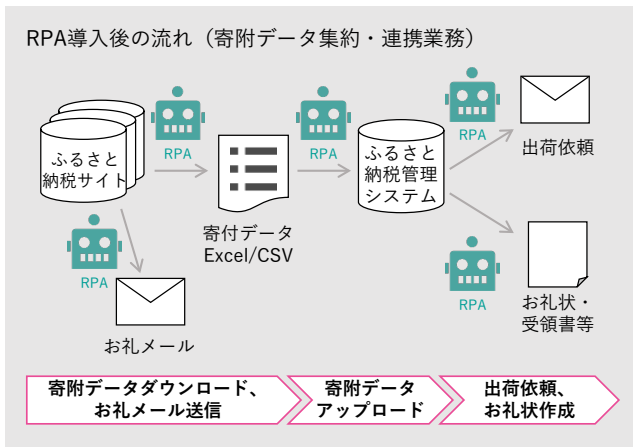 RPA導入後の流れ（寄附データ集約・連携業務）
ふるさと
納税サイト
RPA
寄付データ
Excel/CSV
RPA
ふるさと
納税管理
システム
RPA
出荷依頼
RPA
お礼メール
RPA
お礼状・
受領書等
寄附データダウンロード、
お礼メール送信
寄附データ
アップロード
出荷依頼、
お礼状作成